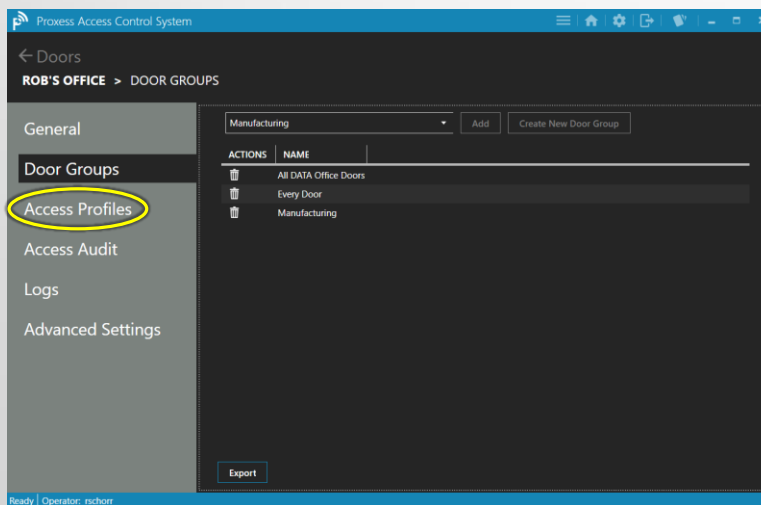 Proxess Access Control System
Doors
ROB'S OFFICE > DOOR GROUPS
General
Door Groups
Access Profiles
Access Audit
Logs
Advanced Settings
Manufacturing Add Create New Door Group
ACTIONS NAME
All DATA Office Doors
Every Door
Manufacturing
Export
Ready Operator: rschorr